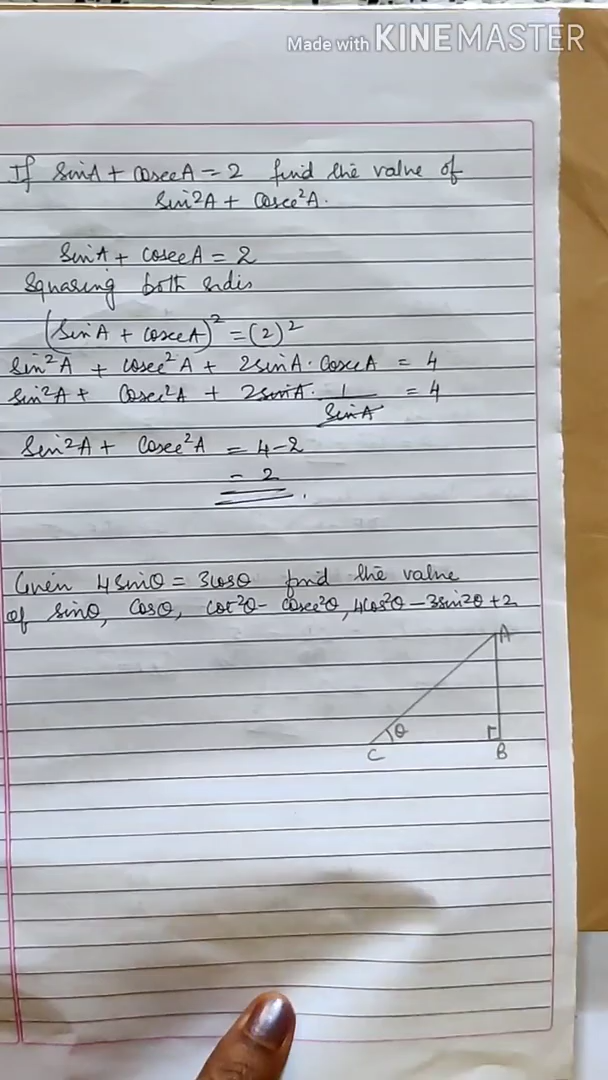 Made with KINEMASTER
If sinA + cosecA = 2 find the value of
sin²A + cosec²A.
sinA + cosecA = 2
Squaring both sides
(sinA + cosecA)² = (2)²
sin²A + cosec²A + 2sinA · cosecA = 4
sin²A + cosec²A + 2sinA · 1/sinA = 4
sin²A + cosec²A = 4 - 2
= 2
Given 4sinθ = 3cosθ find the value
of sinθ, cosθ, cot²θ - cosec²θ, 4cos²θ - 3sin²θ + 2
A
θ
C B